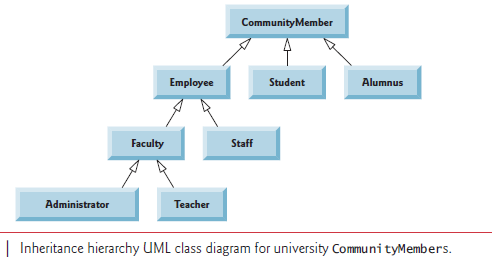 CommunityMember
Employee Student Alumnus
Faculty Staff
Administrator Teacher
Inheritance hierarchy UML class diagram for university CommunityMembers.